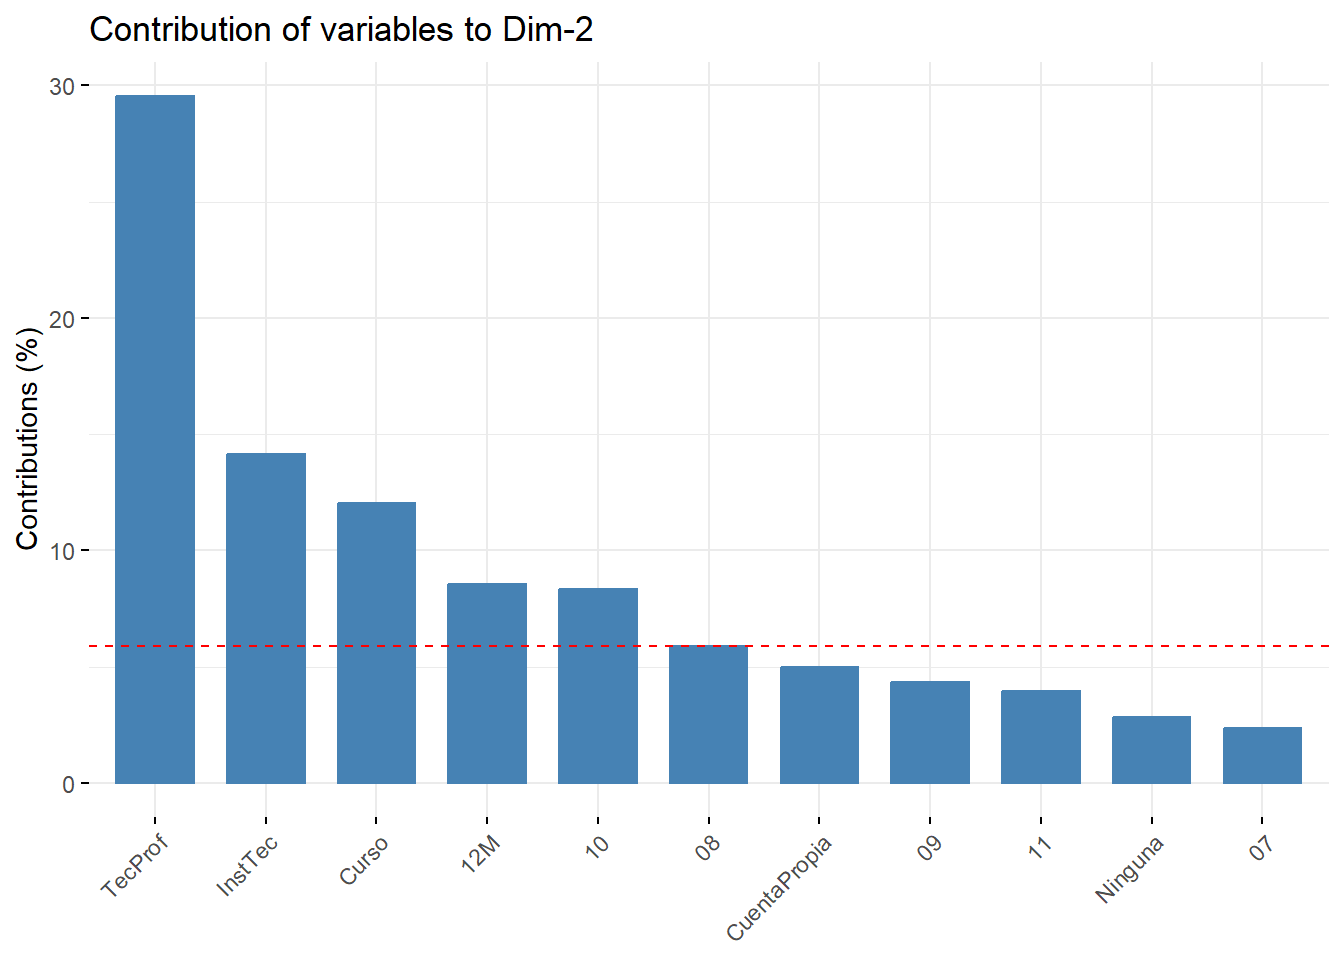 Contribution of variables to Dim-2
Contributions (%)
30
20
10
0
TecProf
InstTec
Curso
12M
10
08
CuentaPropia
09
11
Ninguna
07